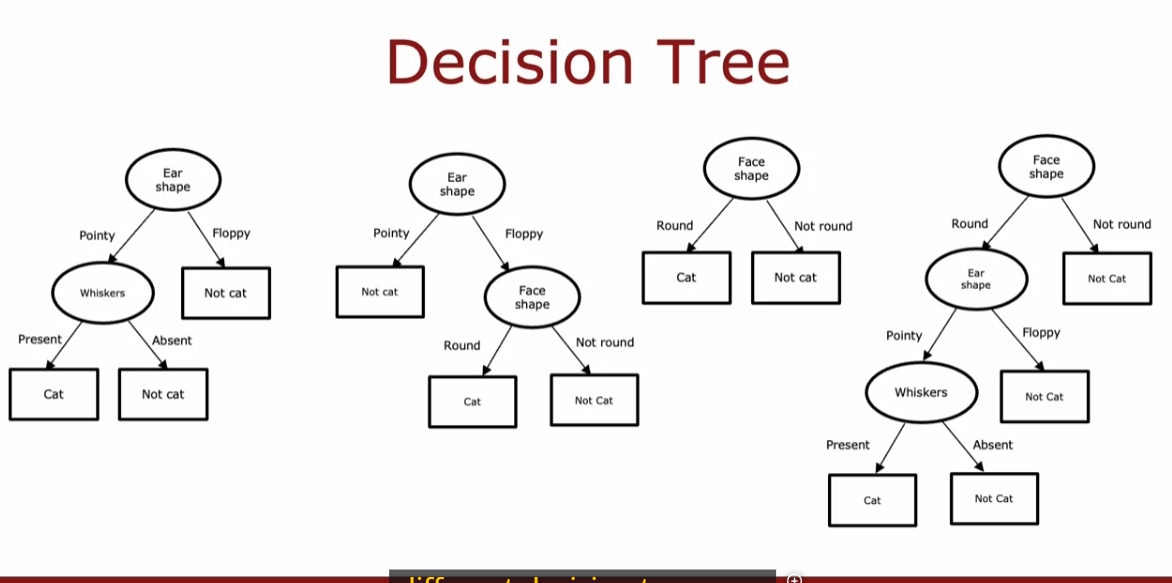 Decision Tree
Ear
shape
Pointy
Floppy
Whiskers
Not cat
Present
Absent
Cat
Not cat
Ear
shape
Pointy
Floppy
Not cat
Face
shape
Round
Not round
Cat
Not Cat
Face
shape
Round
Not round
Cat
Not cat
Face
shape
Round
Not round
Ear
shape
Not Cat
Pointy
Floppy
Whiskers
Not Cat
Present
Absent
Cat
Not Cat